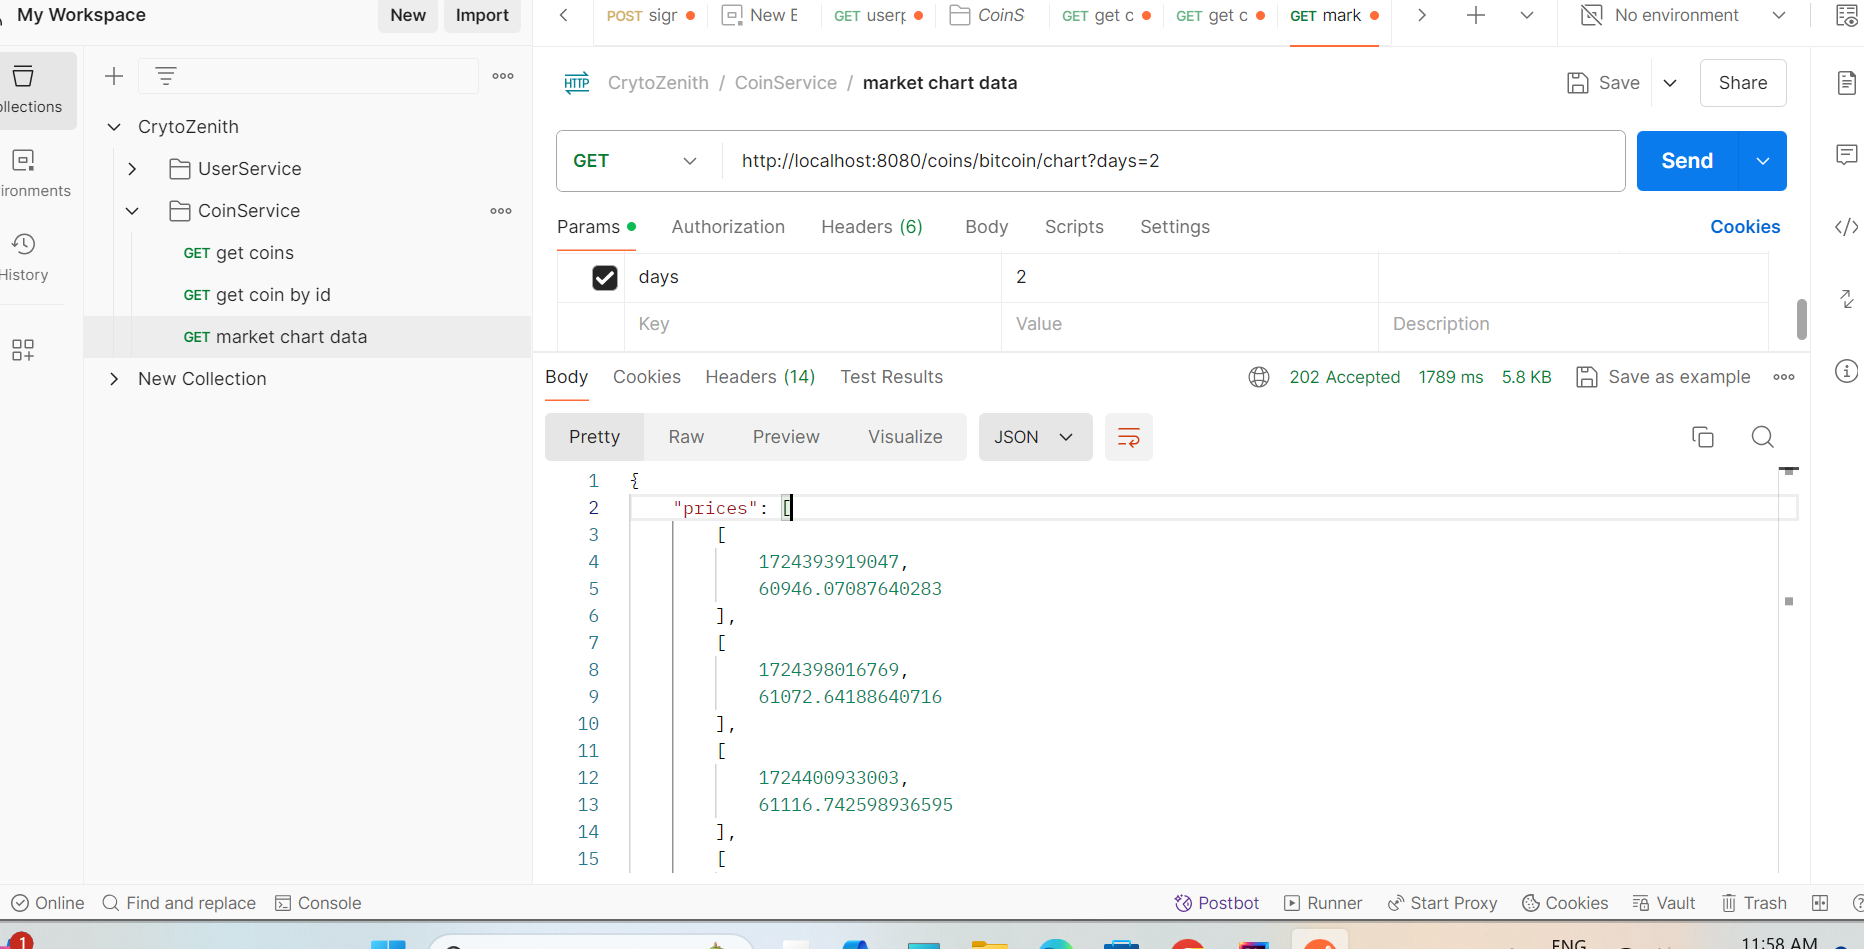 My Workspace
New
Import
POST sigr
New E
GET userp
CoinS
GET get c
GET get c
GET mark
No environment
ollections
ironments
History
CrytoZenith
UserService
CoinService
GET get coins
GET get coin by id
GET market chart data
New Collection
HTTP CrytoZenith / CoinService / market chart data
Save
Share
GET
http://localhost:8080/coins/bitcoin/chart?days=2
Send
Params
Authorization
Headers (6)
Body
Scripts
Settings
Cookies
days
2
Key
Value
Description
Body
Cookies
Headers (14)
Test Results
202 Accepted
1789 ms
5.8 KB
Save as example
Pretty
Raw
Preview
Visualize
JSON
1 {
2 "prices": [
3 [
4 1724393919047,
5 60946.07087640283
6 ],
7 [
8 1724398016769,
9 61072.64188640716
10 ],
11 [
12 1724400933003,
13 61116.742598936595
14 ],
15 [
Online
Find and replace
Console
Postbot
Runner
Start Proxy
Cookies
Vault
Trash
1
ENG
11:58 AM